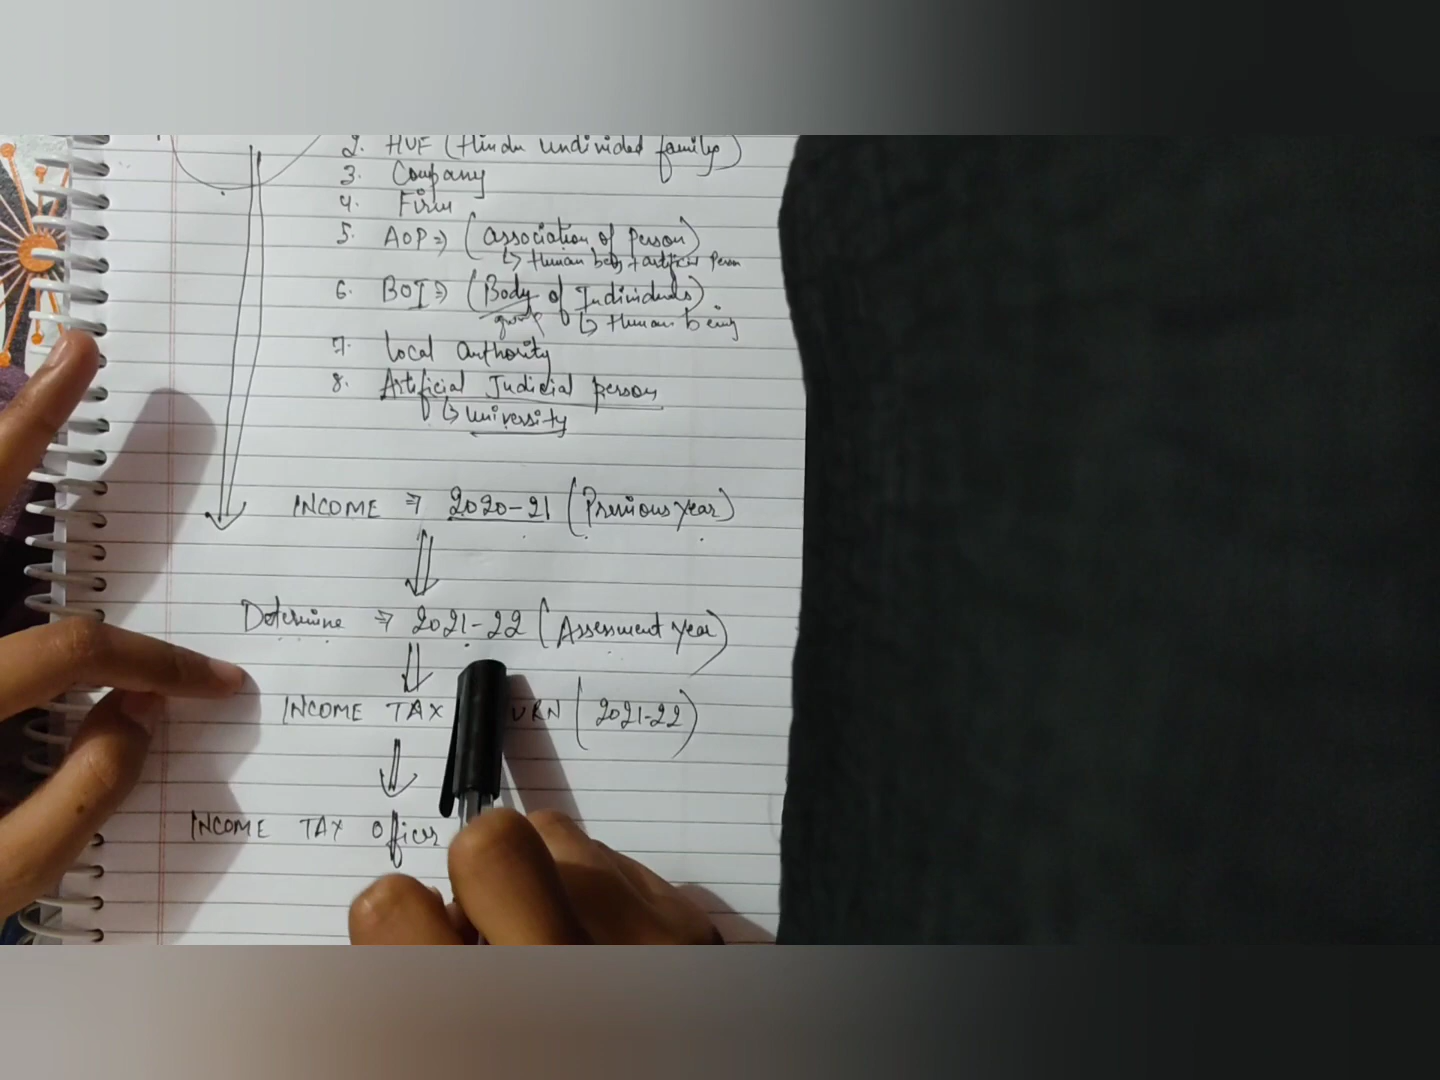 2. HUF (Hindu undivided family)
3. Company
4. Firm
5. AOP ⇒ (Association of Person)
↳ Human being + artificial person
6. BOI ⇒ (Body of Individuals)
group ↳ Human being
7. Local authority
8. Artificial Judicial person
↳ University
INCOME ⇒ 2020-21 (Previous year)
Determine ⇒ 2021-22 (Assessment year)
INCOME TAX URN (2021-22)
INCOME TAX Officer